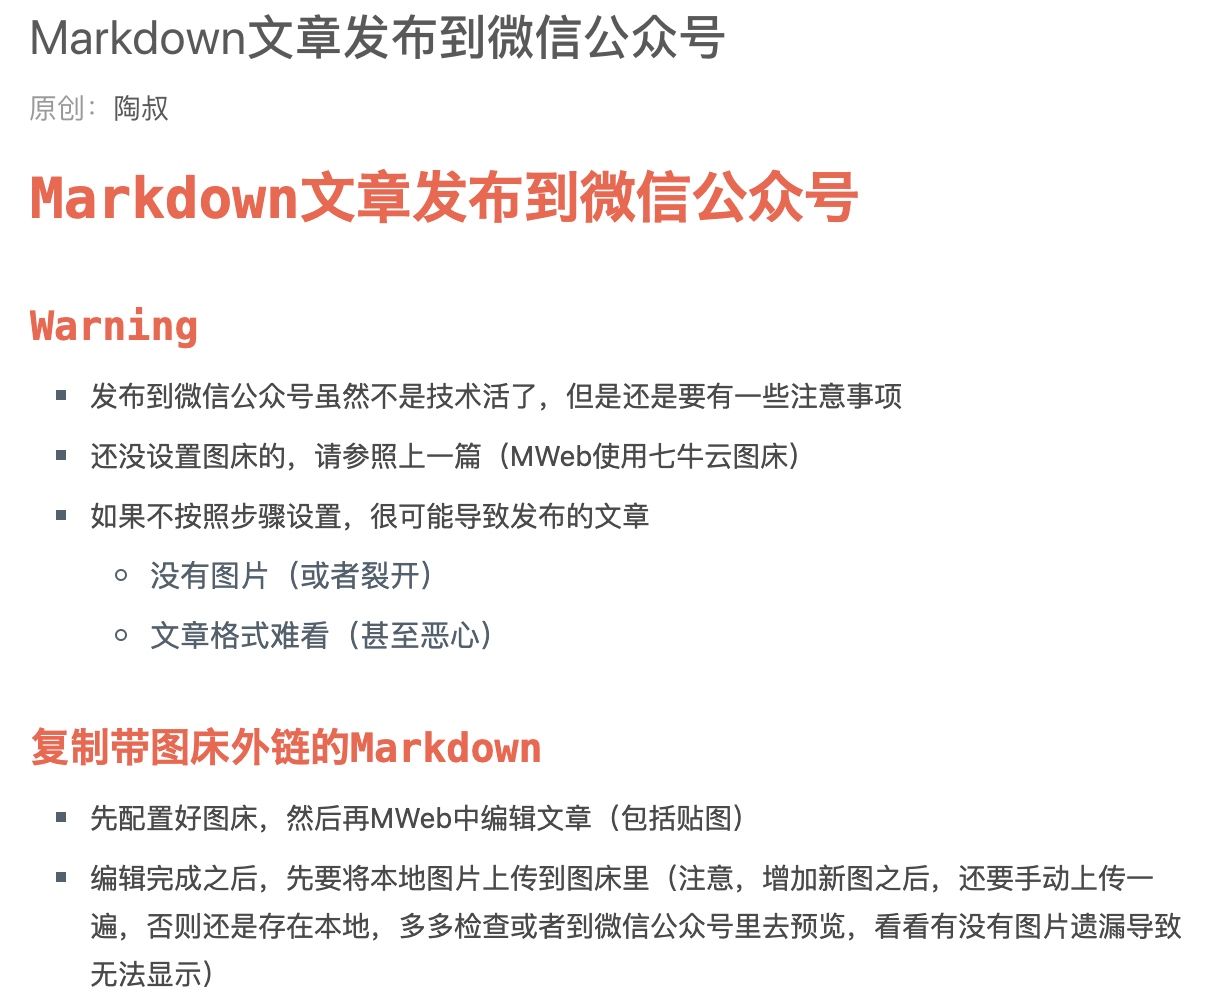 Markdown文章发布到微信公众号
原创： 陶叔
Markdown文章发布到微信公众号
Warning
发布到微信公众号虽然不是技术活了，但是还是要有一些注意事项
还没设置图床的，请参照上一篇（MWeb使用七牛云图床）
如果不按照步骤设置，很可能导致发布的文章
没有图片（或者裂开）
文章格式难看（甚至恶心）
复制带图床外链的Markdown
先配置好图床，然后再MWeb中编辑文章（包括贴图）
编辑完成之后，先要将本地图片上传到图床里（注意，增加新图之后，还要手动上传一
遍，否则还是存在本地，多多检查或者到微信公众号里去预览，看看有没有图片遗漏导致
无法显示）